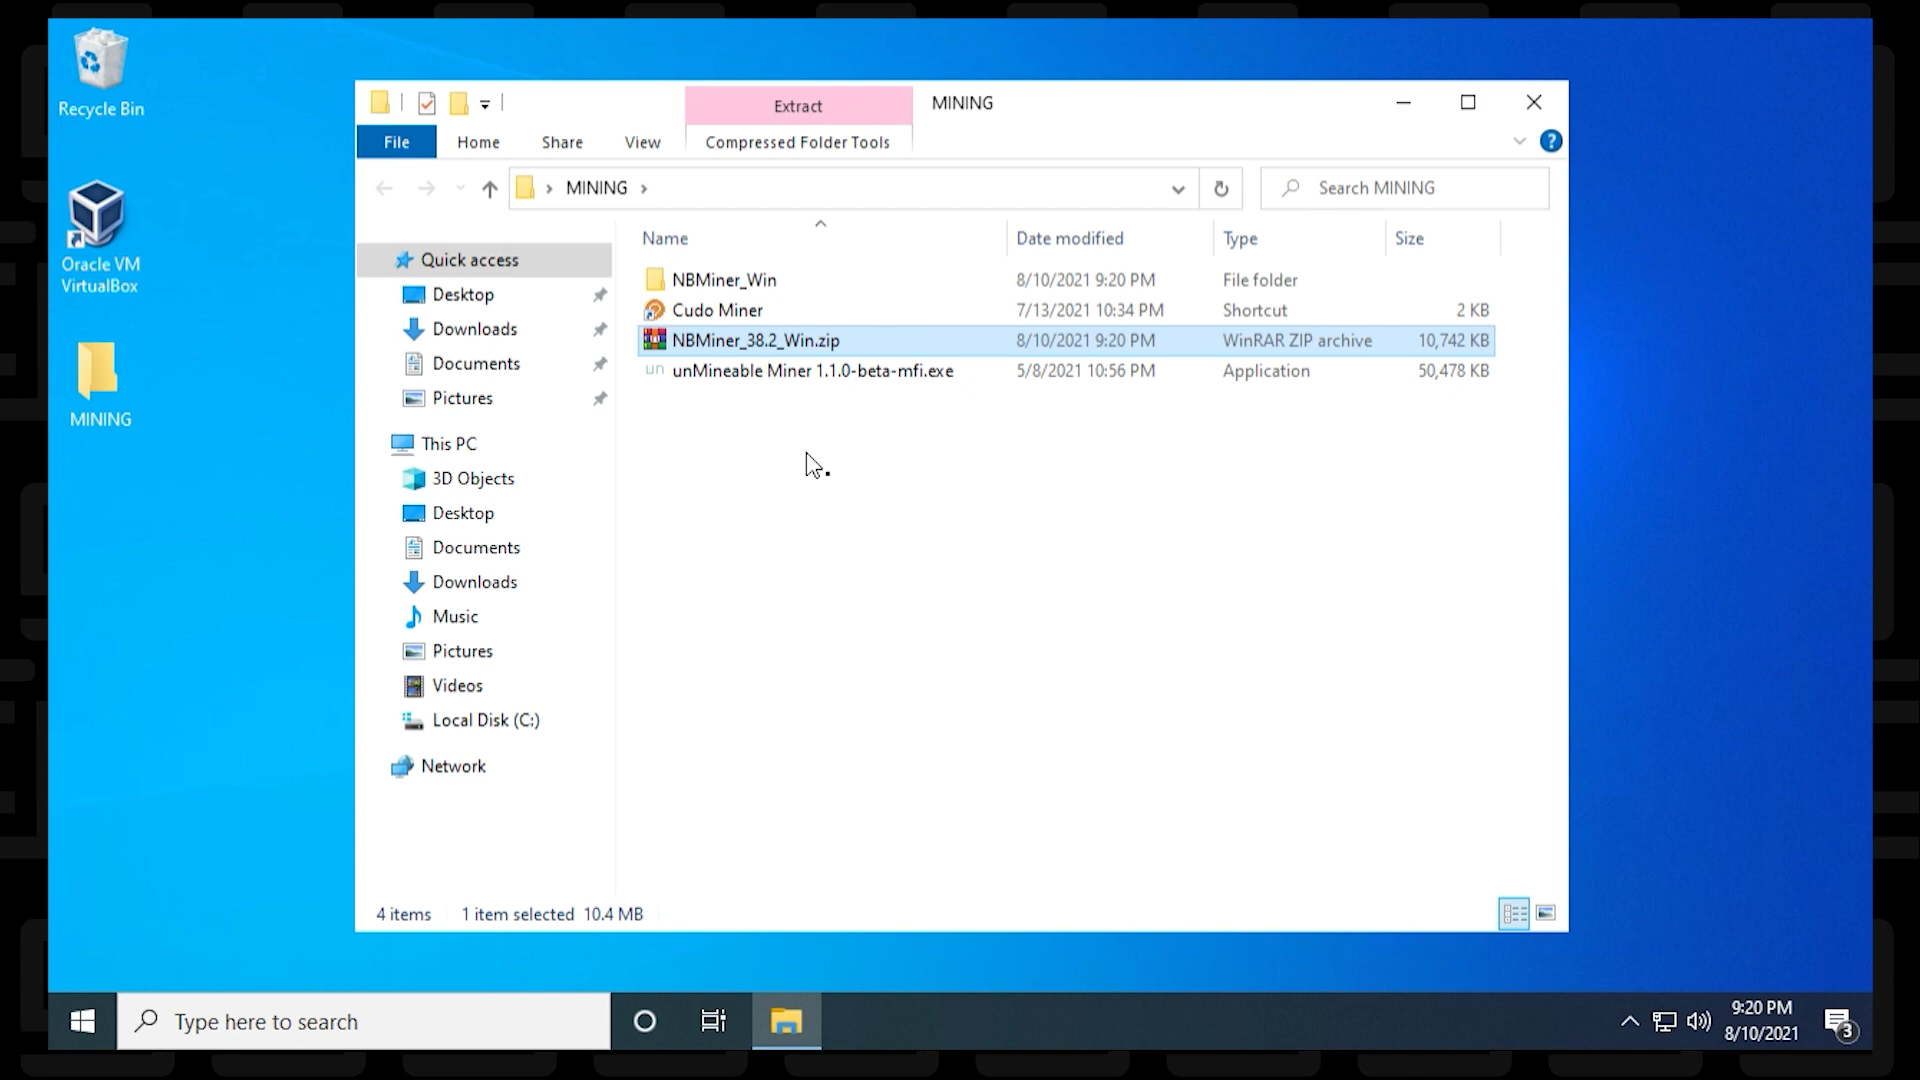 Recycle Bin
Oracle VM
VirtualBox
MINING
Extract
MINING
File
Home
Share
View
Compressed Folder Tools
?
MINING
Search MINING
Name
Date modified
Type
Size
Quick access
Desktop
Downloads
Documents
Pictures
This PC
3D Objects
Desktop
Documents
Downloads
Music
Pictures
Videos
Local Disk (C:)
Network
NBMiner_Win 8/10/2021 9:20 PM File folder
Cudo Miner 7/13/2021 10:34 PM Shortcut 2 KB
NBMiner_38.2_Win.zip 8/10/2021 9:20 PM WinRAR ZIP archive 10,742 KB
un unMineable Miner 1.1.0-beta-mfi.exe 5/8/2021 10:56 PM Application 50,478 KB
4 items 1 item selected 10.4 MB
Type here to search
9:20 PM
8/10/2021
3